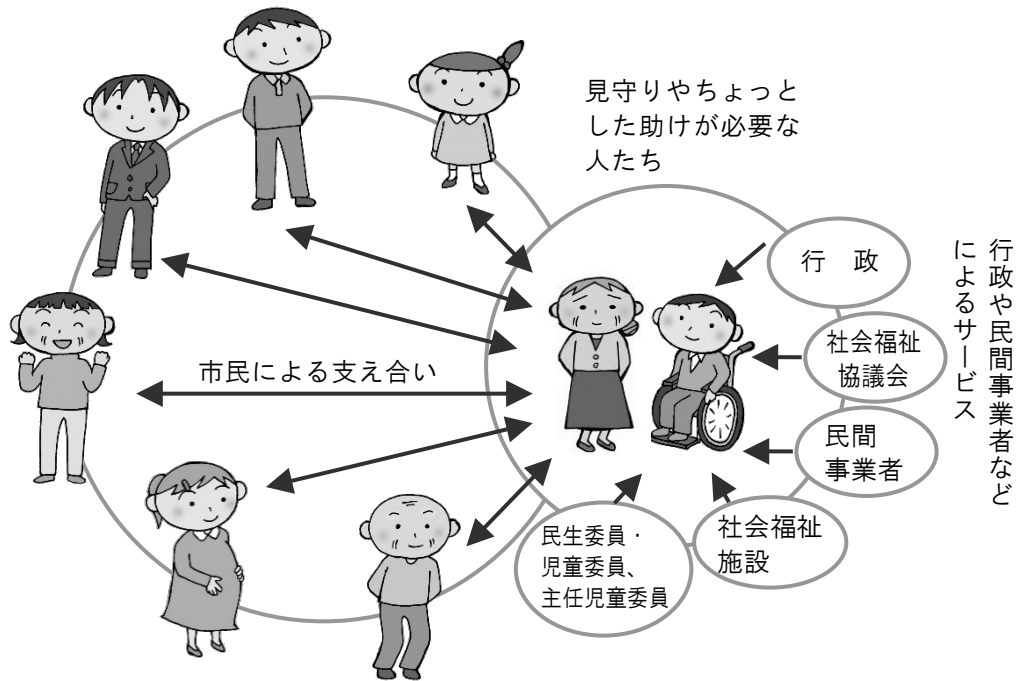 見守りやちょっと
した助けが必要な
人たち
行政や民間事業者など
によるサービス
行　政
社会福祉
協議会
市民による支え合い
民間
事業者
社会福祉
施設
民生委員・
児童委員、
主任児童委員